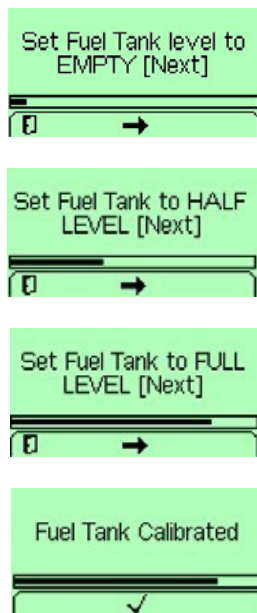 Set Fuel Tank level to
EMPTY [Next]
Set Fuel Tank to HALF
LEVEL [Next]
Set Fuel Tank to FULL
LEVEL [Next]
Fuel Tank Calibrated